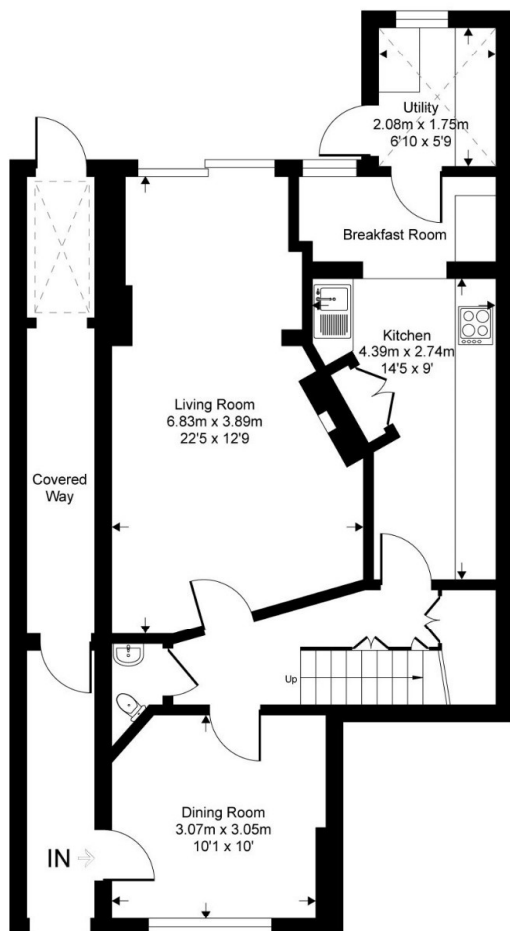 Utility
2.08m x 1.75m
6'10 x 5'9
Breakfast Room
Kitchen
4.39m x 2.74m
14'5 x 9'
Living Room
6.83m x 3.89m
22'5 x 12'9
Covered
Way
Up
Dining Room
3.07m x 3.05m
10'1 x 10'
IN